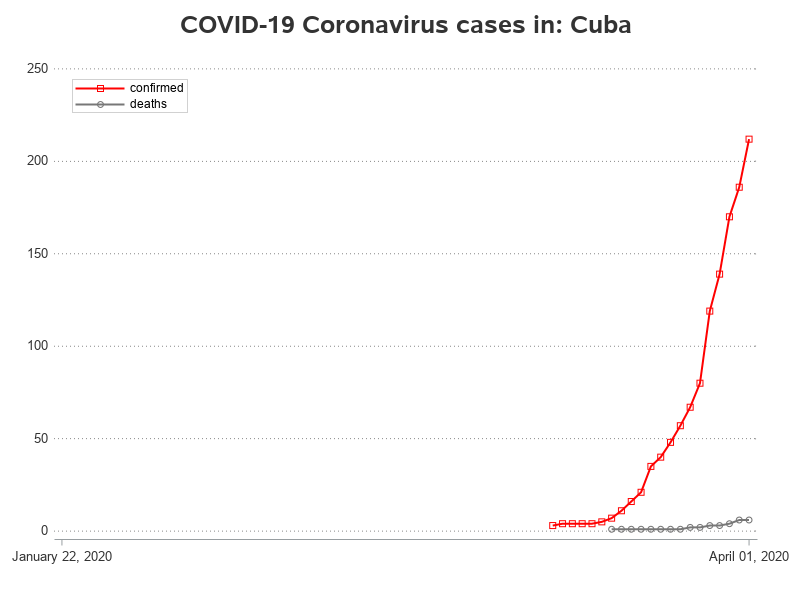 COVID-19 Coronavirus cases in: Cuba
250
confirmed
deaths
200
150
100
50
0
January 22, 2020
April 01, 2020